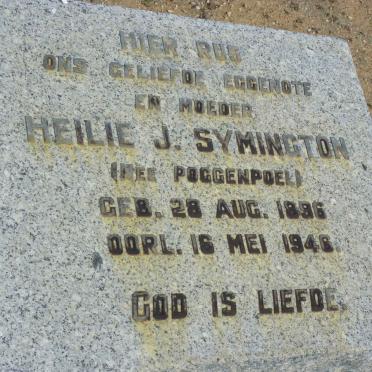 HIER RUS
ONS GELIEFDE EGGENOTE
EN MOEDER
HEILIE J. SYMINGTON
(NEE POGGENPOEL)
GEB. 28 AUG. 1896
OORL. 16 MEI 1946.
GOD IS LIEFDE.